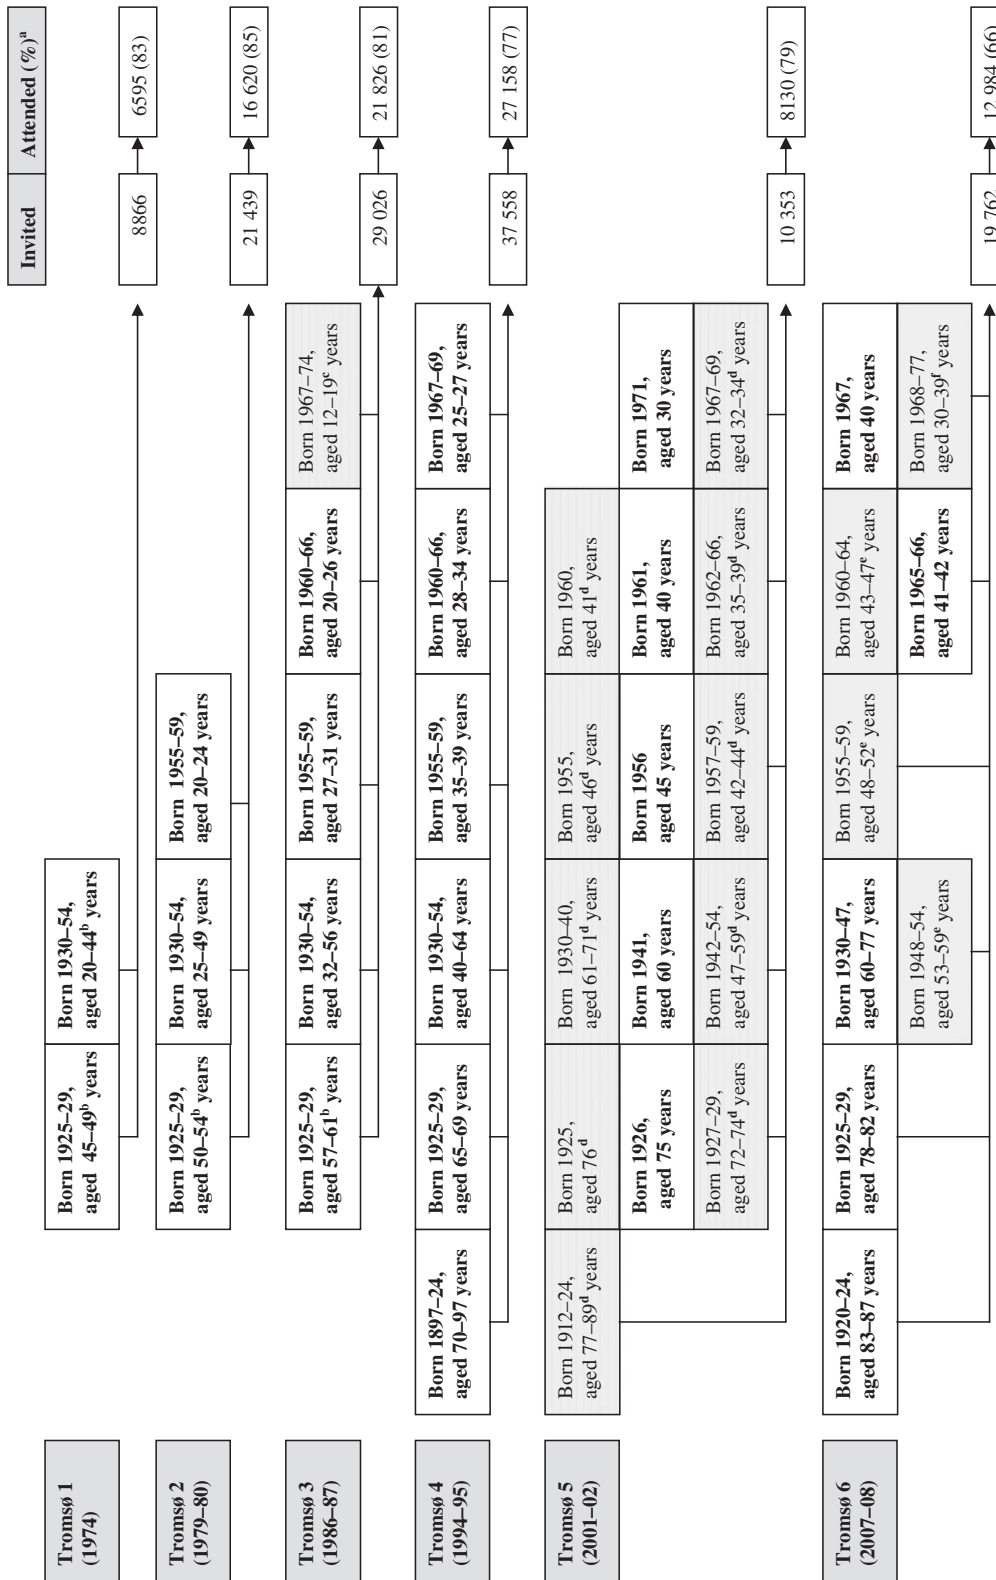 Invited
Attended (%)ᵃ
Tromsø 1
(1974)
Born 1925–29,
aged 45–49ᵇ years
Born 1930–54,
aged 20–44ᵇ years
8866
6595 (83)
Tromsø 2
(1979–80)
Born 1925–29,
aged 50–54ᵇ years
Born 1930–54,
aged 25–49 years
Born 1955–59,
aged 20–24 years
21 439
16 620 (85)
Tromsø 3
(1986–87)
Born 1925–29,
aged 57–61ᵇ years
Born 1930–54,
aged 32–56 years
Born 1955–59,
aged 27–31 years
Born 1960–66,
aged 20–26 years
Born 1967–74,
aged 12–19ᶜ years
29 026
21 826 (81)
Tromsø 4
(1994–95)
Born 1897–24,
aged 70–97 years
Born 1925–29,
aged 65–69 years
Born 1930–54,
aged 40–64 years
Born 1955–59,
aged 35–39 years
Born 1960–66,
aged 28–34 years
Born 1967–69,
aged 25–27 years
37 558
27 158 (77)
Tromsø 5
(2001–02)
Born 1912–24,
aged 77–89ᵈ years
Born 1925,
aged 76ᵈ
Born 1930–40,
aged 61–71ᵈ years
Born 1955,
aged 46ᵈ years
Born 1960,
aged 41ᵈ years
Born 1926,
aged 75 years
Born 1941,
aged 60 years
Born 1956
aged 45 years
Born 1961,
aged 40 years
Born 1971,
aged 30 years
Born 1927–29,
aged 72–74ᵈ years
Born 1942–54,
aged 47–59ᵈ years
Born 1957–59,
aged 42–44ᵈ years
Born 1962–66,
aged 35–39ᵈ years
Born 1967–69,
aged 32–34ᵈ years
10 353
8130 (79)
Tromsø 6
(2007–08)
Born 1920–24,
aged 83–87 years
Born 1925–29,
aged 78–82 years
Born 1930–47,
aged 60–77 years
Born 1955–59,
aged 48–52ᵉ years
Born 1960–64,
aged 43–47ᵉ years
Born 1967,
aged 40 years
Born 1948–54,
aged 53–59ᵉ years
Born 1965–66,
aged 41–42 years
Born 1968–77,
aged 30–39ᶠ years
19 762
12 984 (66)